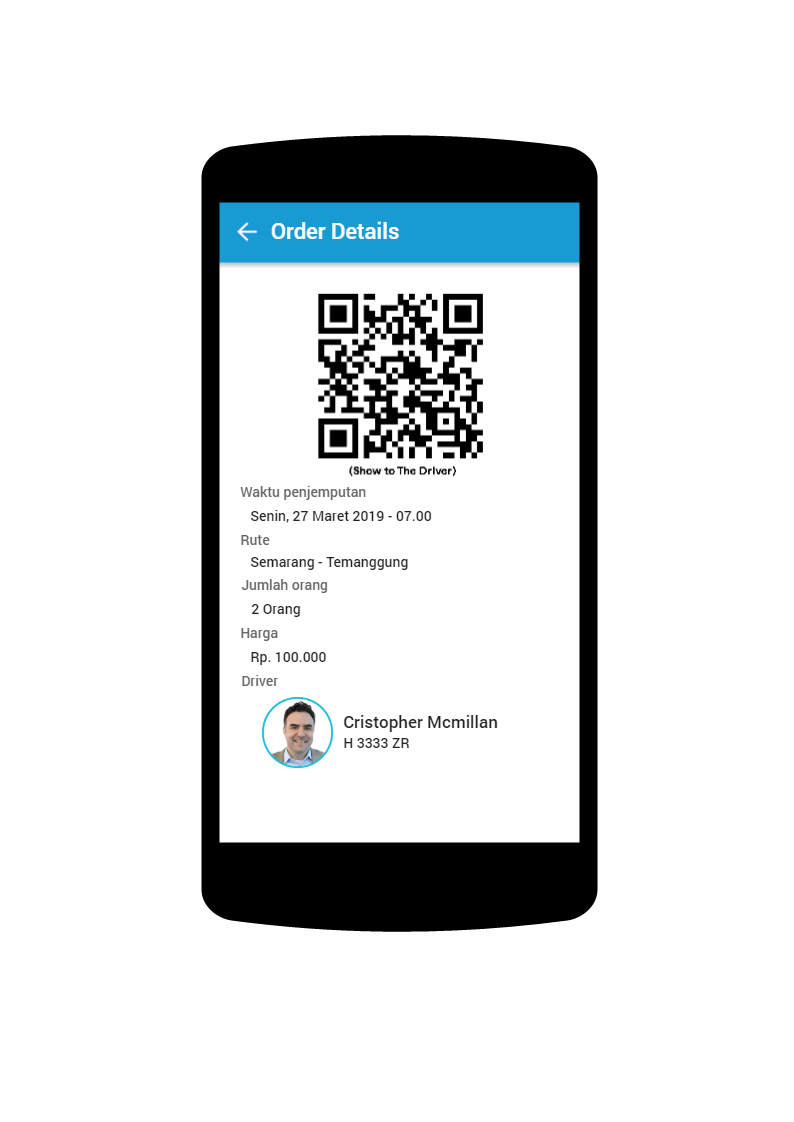 Order Details
(Show to The Driver)
Waktu penjemputan
Senin, 27 Maret 2019 - 07.00
Rute
Semarang - Temanggung
Jumlah orang
2 Orang
Harga
Rp. 100.000
Driver
Cristopher Mcmillan
H 3333 ZR